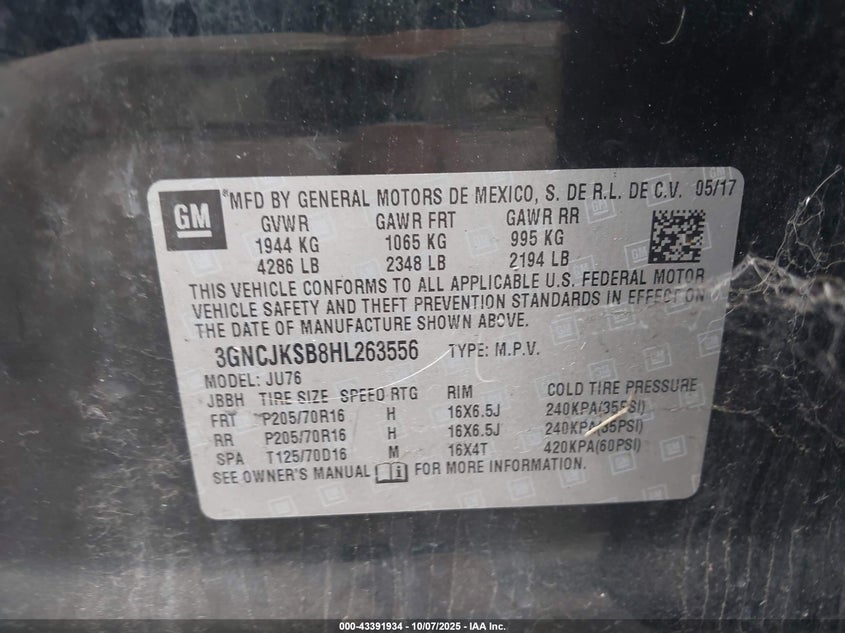 GM
®MFD BY GENERAL MOTORS DE MEXICO, S. DE R.L. DE C.V. 05/17
GVWR GAWR FRT GAWR RR
1944 KG 1065 KG 995 KG
4286 LB 2348 LB 2194 LB
THIS VEHICLE CONFORMS TO ALL APPLICABLE U.S. FEDERAL MOTOR
VEHICLE SAFETY AND THEFT PREVENTION STANDARDS IN EFFECT ON
THE DATE OF MANUFACTURE SHOWN ABOVE.
3GNCJKSB8HL263556 TYPE: M.P.V.
MODEL: JU76
JBBH TIRE SIZE SPEED RTG RIM COLD TIRE PRESSURE
FRT P205/70R16 H 16X6.5J 240KPA(35PSI)
RR P205/70R16 H 16X6.5J 240KPA(35PSI)
SPA T125/70D16 M 16X4T 420KPA(60PSI)
SEE OWNER'S MANUAL FOR MORE INFORMATION.
000-43391934 - 10/07/2025 - IAA Inc.